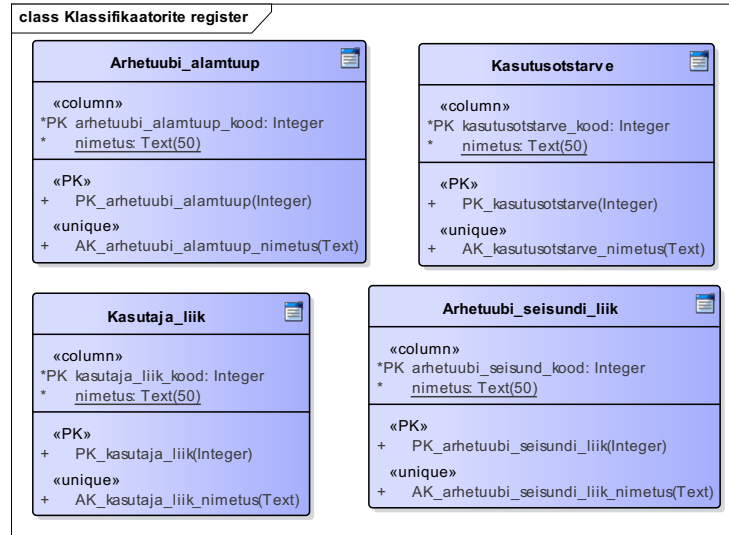 class Klassifikaatorite register
Arhetuubi_alamtuup
«column»
*PK arhetuubi_alamtuup_kood: Integer
* nimetus: Text(50)
«PK»
+ PK_arhetuubi_alamtuup(Integer)
«unique»
+ AK_arhetuubi_alamtuup_nimetus(Text)
Kasutusotstarve
«column»
*PK kasutusotstarve_kood: Integer
* nimetus: Text(50)
«PK»
+ PK_kasutusotstarve(Integer)
«unique»
+ AK_kasutusotstarve_nimetus(Text)
Kasutaja_liik
«column»
*PK kasutaja_liik_kood: Integer
* nimetus: Text(50)
«PK»
+ PK_kasutaja_liik(Integer)
«unique»
+ AK_kasutaja_liik_nimetus(Text)
Arhetuubi_seisundi_liik
«column»
*PK arhetuubi_seisund_kood: Integer
* nimetus: Text(50)
«PK»
+ PK_arhetuubi_seisundi_liik(Integer)
«unique»
+ AK_arhetuubi_seisundi_liik_nimetus(Text)